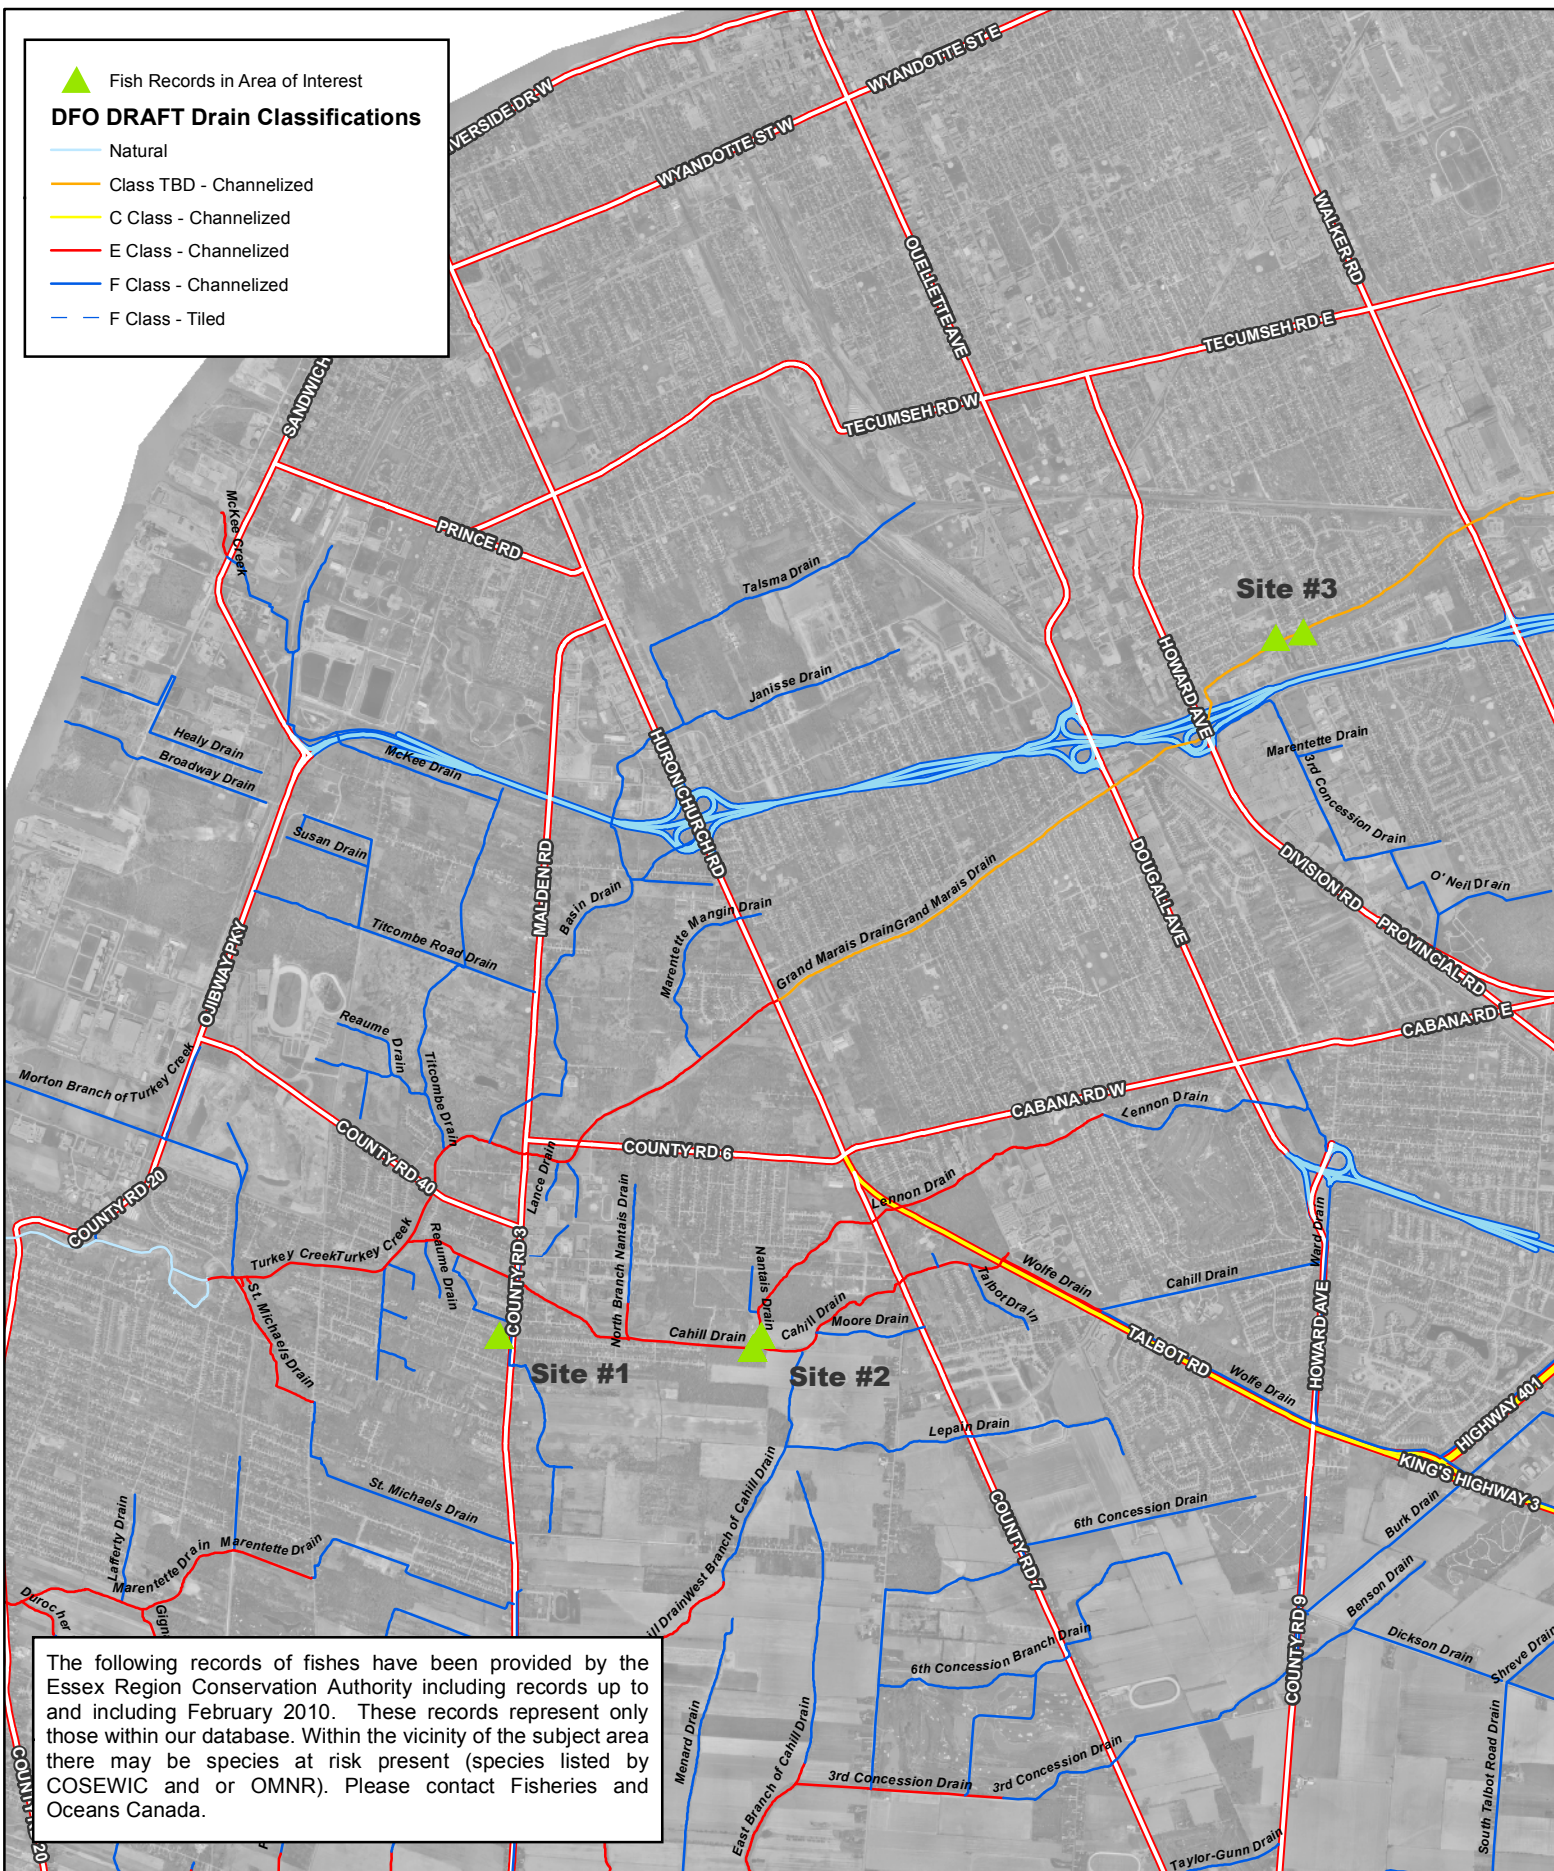 Fish Records in Area of Interest
DFO DRAFT Drain Classifications
Natural
Class TBD - Channelized
C Class - Channelized
E Class - Channelized
F Class - Channelized
F Class - Tiled
WYANDOTTE ST E
WYANDOTTE ST W
OUELLETTE AVE
WALKER RD
TECUMSEH RD E
TECUMSEH RD W
SANDWICH
McKee Creek
PRINCE RD
Talsma Drain
Site #3
HOWARD AVE
Janisse Drain
Healy Drain
Broadway Drain
McKee Drain
HURON CHURCH RD
Marentette Drain
3rd Concession Drain
Susan Drain
MALDEN RD
Basin Drain
Marentette Mangin Drain
Grand Marais Drain
Grand Marais Drain
DOUGALL AVE
DIVISION RD
O'Neil Drain
PROVINCIAL RD
Titcombe Road Drain
OJIBWAY PKY
Reaume Drain
CABANA RD E
Titcombe Drain
Morton Branch of Turkey Creek
CABANA RD W
Lennon Drain
COUNTY RD 6
COUNTY RD 40
Lance Drain
COUNTY RD 20
Lennon Drain
North Branch Nantais Drain
Turkey Creek
Turkey Creek
Reaume Drain
COUNTY RD 3
Nantais Drain
Wolfe Drain
Talbot Drain
Cahill Drain
Ward Drain
St. Michaels Drain
Cahill Drain
Cahill Drain
Moore Drain
TALBOT RD
HOWARD AVE
Site #1
Site #2
Wolfe Drain
Lepain Drain
HIGHWAY 401
KING'S HIGHWAY 3
St. Michaels Drain
West Branch of Cahill Drain
COUNTY RD 7
6th Concession Drain
Burk Drain
Lafferty Drain
Marentette Drain
Marentette Drain
Benson Drain
Durocher
ill Drain
6th Concession Branch Drain
COUNTY RD 9
Dickson Drain
Shreve Drain
The following records of fishes have been provided by the
Essex Region Conservation Authority including records up to
and including February 2010. These records represent only
those within our database. Within the vicinity of the subject area
there may be species at risk present (species listed by
COSEWIC and or OMNR). Please contact Fisheries and
Oceans Canada.
Menard Drain
East Branch of Cahill Drain
3rd Concession Drain
3rd Concession Drain
South Talbot Road Drain
Taylor-Gunn Drain